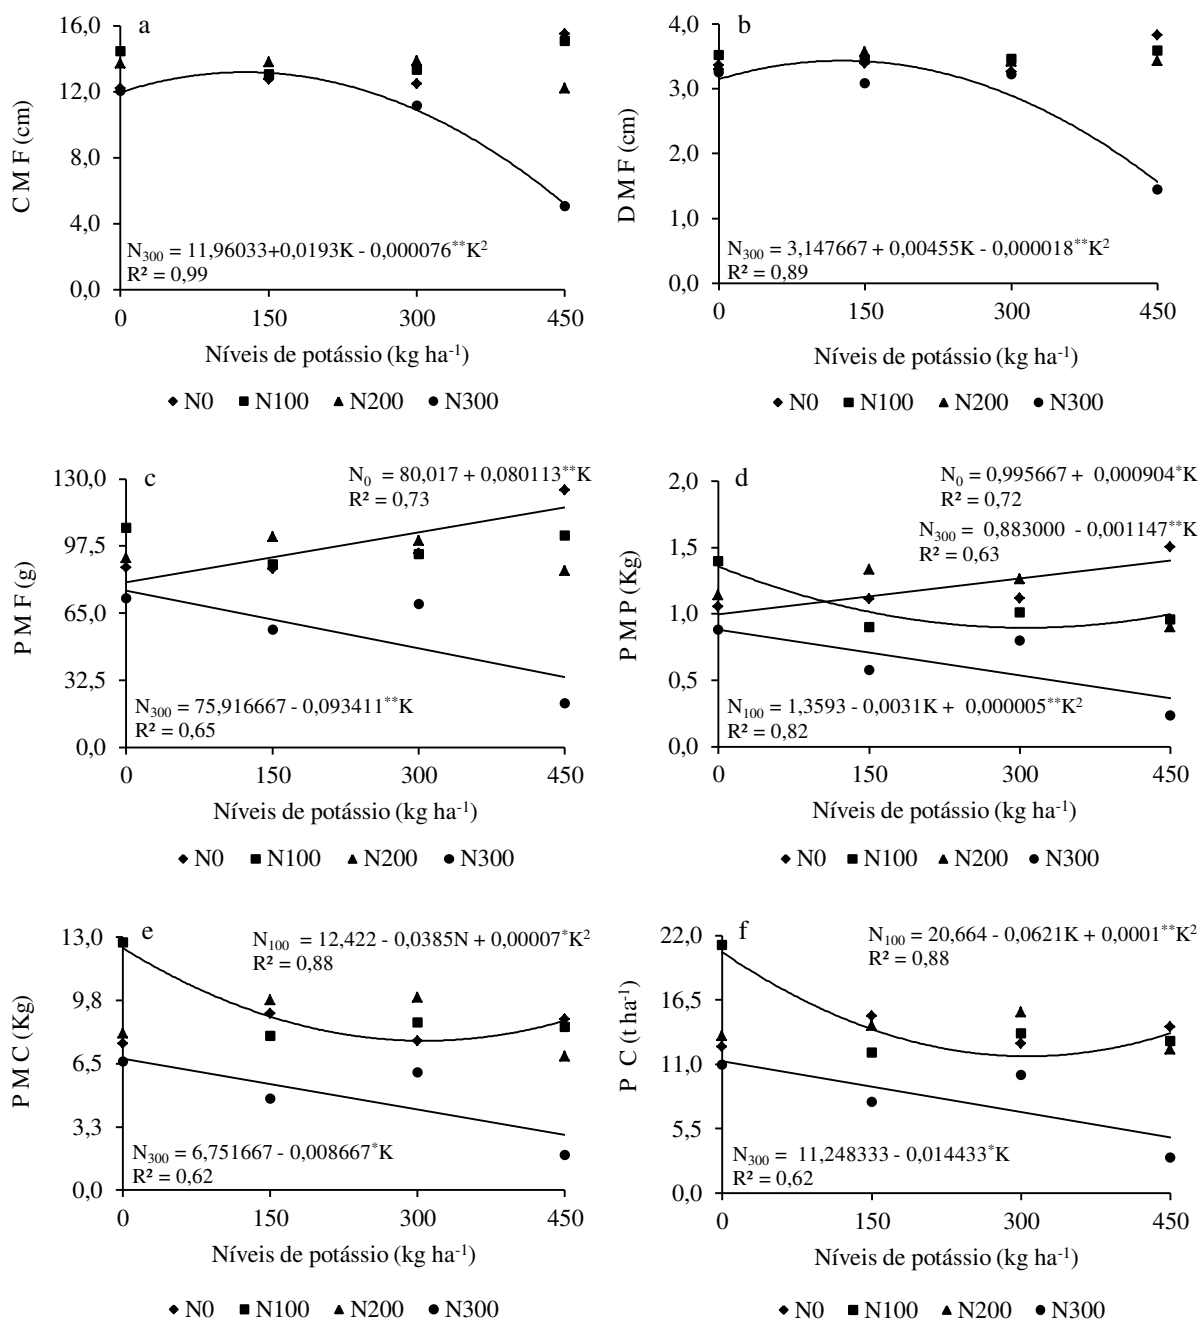 a
16,0
12,0
8,0
4,0
0,0
CMF (cm)
N₃₀₀ = 11,96033+0,0193K - 0,000076**K²
R² = 0,99
0 150 300 450
Níveis de potássio (kg ha⁻¹)
N0 N100 N200 N300
b
4,0
3,0
2,0
1,0
0,0
DMF (cm)
N₃₀₀ = 3,147667 + 0,00455K - 0,000018**K²
R² = 0,89
0 150 300 450
Níveis de potássio (kg ha⁻¹)
N0 N100 N200 N300
c
130,0
97,5
65,0
32,5
0,0
PMF (g)
N₀ = 80,017 + 0,080113**K
R² = 0,73
N₃₀₀ = 75,916667 - 0,093411**K
R² = 0,65
0 150 300 450
Níveis de potássio (kg ha⁻¹)
N0 N100 N200 N300
d
2,0
1,5
1,0
0,5
0,0
PMP (Kg)
N₀ = 0,995667 + 0,000904*K
R² = 0,72
N₃₀₀ = 0,883000 - 0,001147**K
R² = 0,63
N₁₀₀ = 1,3593 - 0,0031K + 0,000005**K²
R² = 0,82
0 150 300 450
Níveis de potássio (kg ha⁻¹)
N0 N100 N200 N300
e
13,0
9,8
6,5
3,3
0,0
PMC (Kg)
N₁₀₀ = 12,422 - 0,0385N + 0,00007*K²
R² = 0,88
N₃₀₀ = 6,751667 - 0,008667*K
R² = 0,62
0 150 300 450
Níveis de potássio (kg ha⁻¹)
N0 N100 N200 N300
f
22,0
16,5
11,0
5,5
0,0
PC (t ha⁻¹)
N₁₀₀ = 20,664 - 0,0621K + 0,0001**K²
R² = 0,88
N₃₀₀ = 11,248333 - 0,014433*K
R² = 0,62
0 150 300 450
Níveis de potássio (kg ha⁻¹)
N0 N100 N200 N300